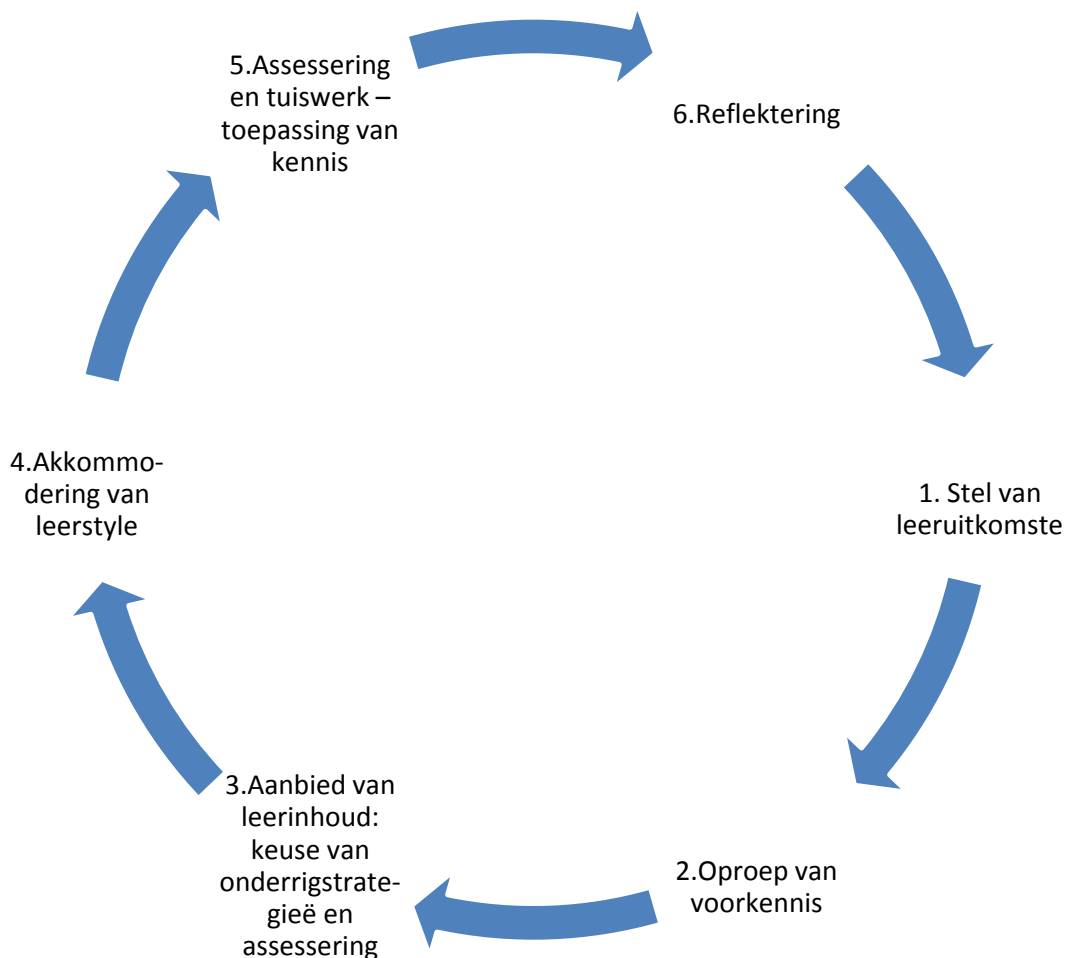 5.Assessering
en tuiswerk –
toepassing van
kennis
6.Reflektering
4.Akkommo-
dering van
leerstyle
1. Stel van
leeruitkomste
3.Aanbied van
leerinhoud:
keuse van
onderrigstrate-
gieë en
assessering
2.Oproep van
voorkennis